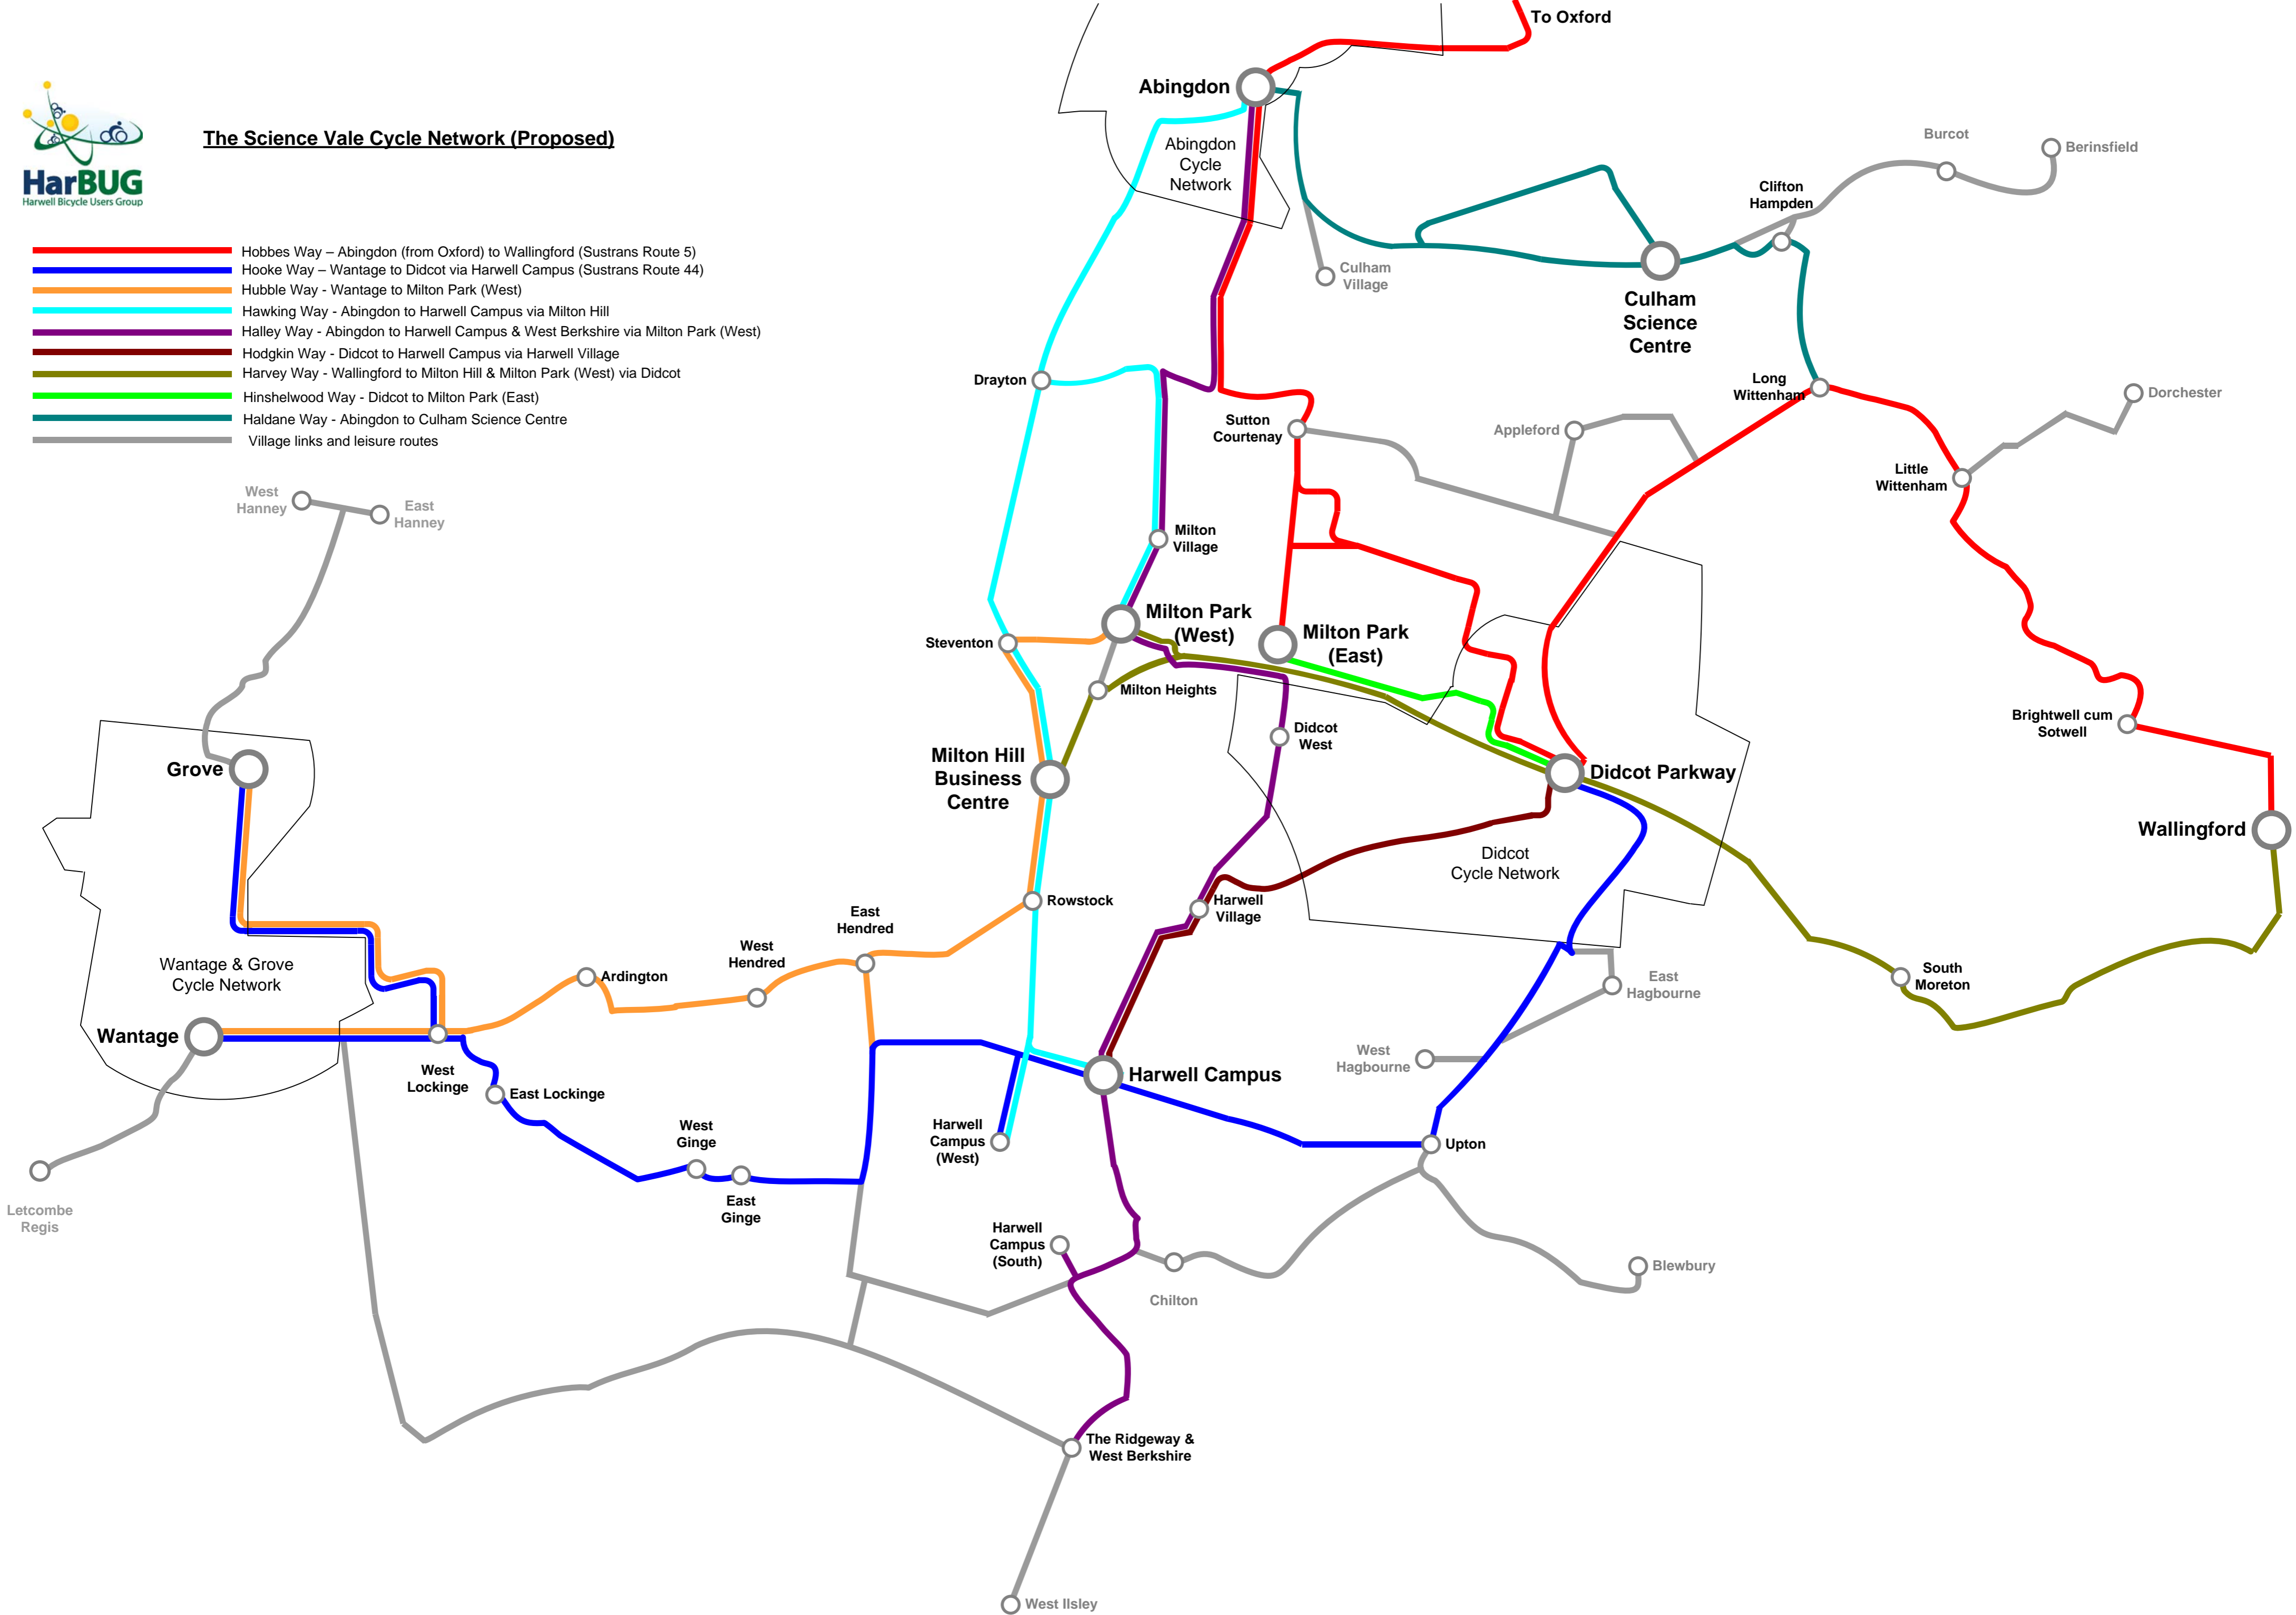 To Oxford
Abingdon
The Science Vale Cycle Network (Proposed)
HarBUG
Harwell Bicycle Users Group
Abingdon
Cycle
Network
Burcot
Berinsfield
Clifton
Hampden
Hobbes Way – Abingdon (from Oxford) to Wallingford (Sustrans Route 5)
Hooke Way – Wantage to Didcot via Harwell Campus (Sustrans Route 44)
Hubble Way - Wantage to Milton Park (West)
Hawking Way - Abingdon to Harwell Campus via Milton Hill
Halley Way - Abingdon to Harwell Campus & West Berkshire via Milton Park (West)
Hodgkin Way - Didcot to Harwell Campus via Harwell Village
Harvey Way - Wallingford to Milton Hill & Milton Park (West) via Didcot
Hinshelwood Way - Didcot to Milton Park (East)
Haldane Way - Abingdon to Culham Science Centre
Village links and leisure routes
Culham
Village
Culham
Science
Centre
Drayton
Long
Wittenham
Dorchester
Sutton
Courtenay
Appleford
Little
Wittenham
West
Hanney
East
Hanney
Milton
Village
Milton Park
(West)
Milton Park
(East)
Steventon
Milton Heights
Didcot
West
Brightwell cum
Sotwell
Grove
Milton Hill
Business
Centre
Didcot Parkway
Wallingford
Didcot
Cycle Network
Rowstock
Harwell
Village
East
Hendred
West
Hendred
Ardington
Wantage & Grove
Cycle Network
East
Hagbourne
South
Moreton
Wantage
West
Lockinge
East Lockinge
West
Hagbourne
Harwell Campus
West
Ginge
East
Ginge
Harwell
Campus
(West)
Upton
Letcombe
Regis
Harwell
Campus
(South)
Chilton
Blewbury
The Ridgeway &
West Berkshire
West Ilsley